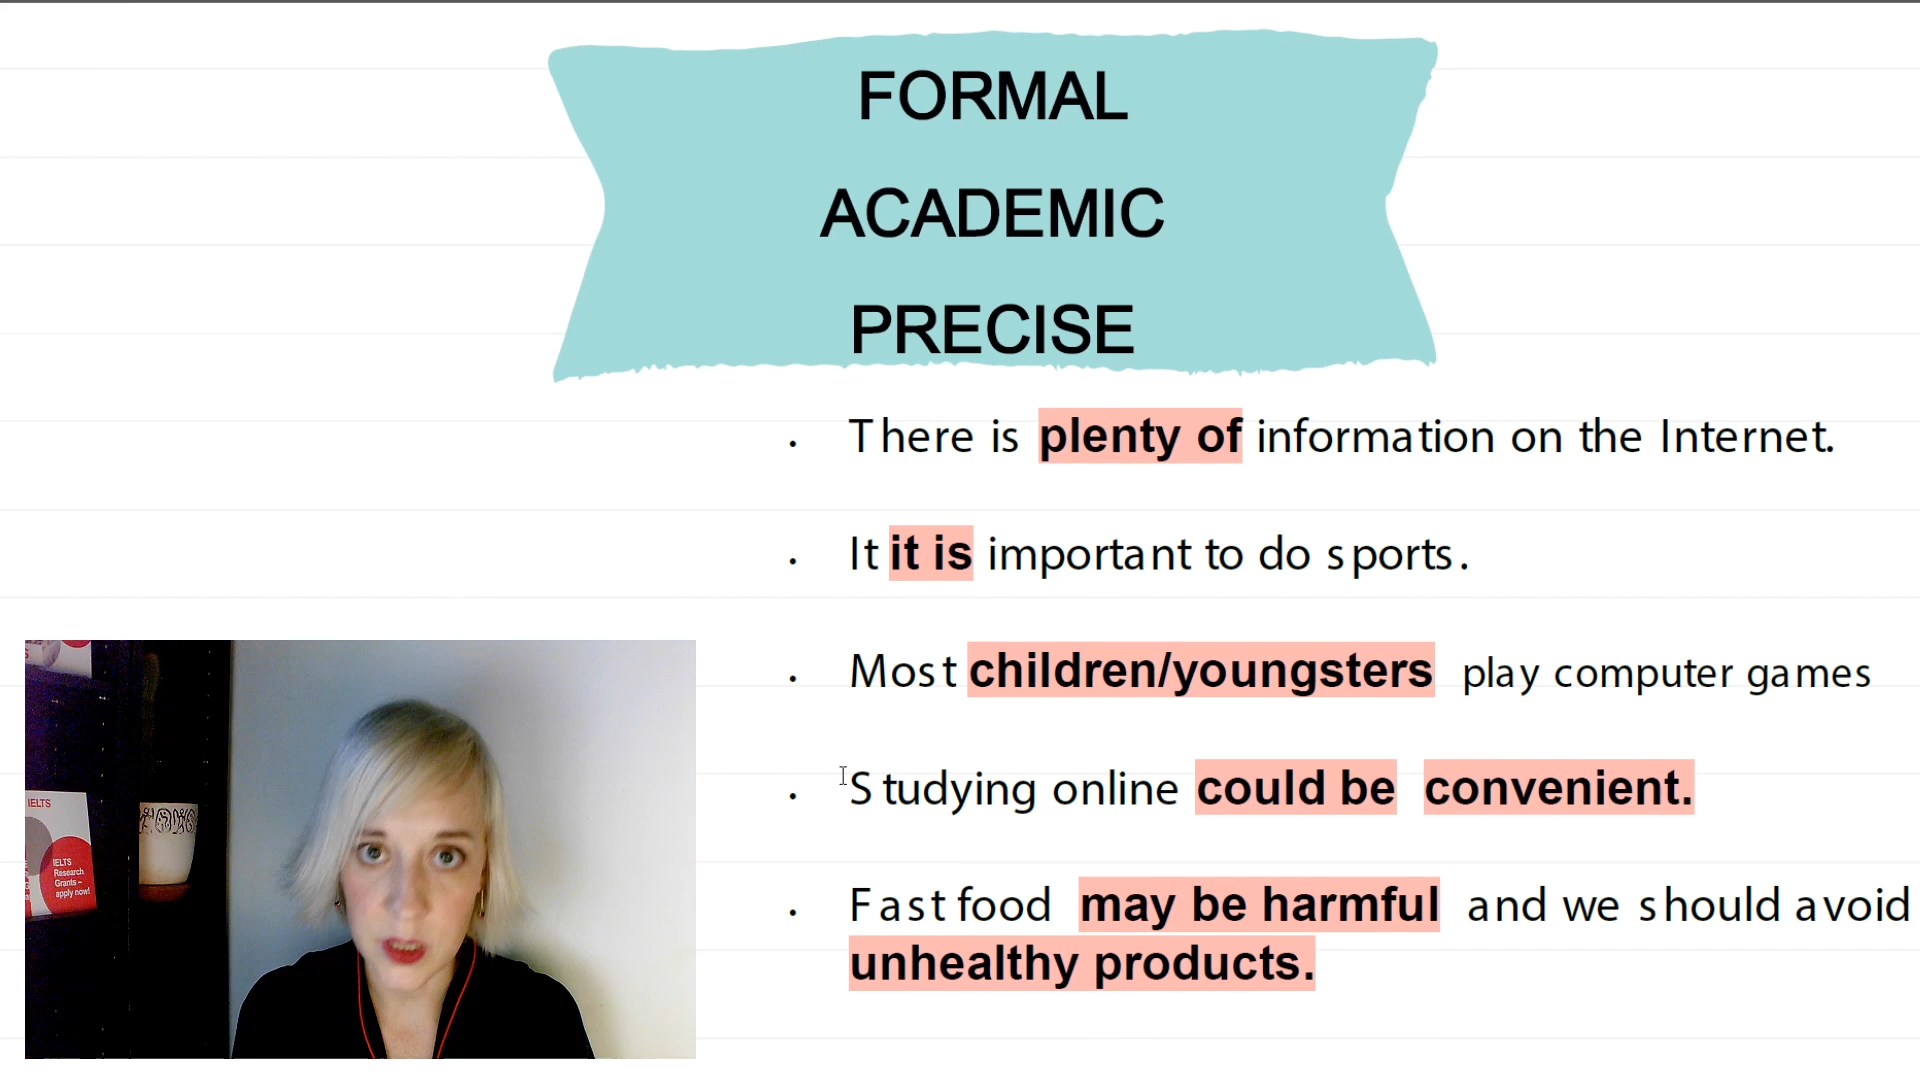 FORMAL
ACADEMIC
PRECISE
• There is plenty of information on the Internet.
• It it is important to do sports.
• Most children/youngsters play computer games
• Studying online could be convenient.
• Fast food may be harmful and we should avoid
unhealthy products.
IELTS
IELTS
Research
Grants –
apply now!